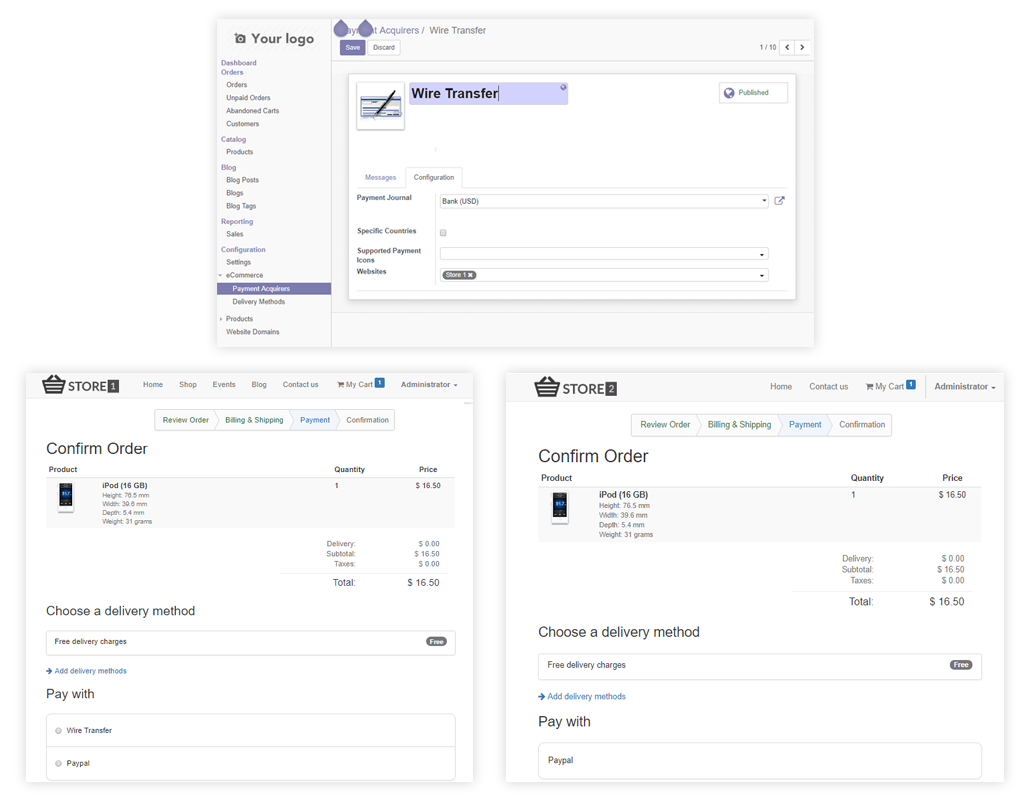 Your logo
Payment Acquirers / Wire Transfer
Save Discard
1 / 10
Dashboard
Orders
Orders
Unpaid Orders
Abandoned Carts
Customers
Catalog
Products
Blog
Blog Posts
Blogs
Blog Tags
Reporting
Sales
Configuration
Settings
eCommerce
Payment Acquirers
Delivery Methods
Products
Website Domains
Wire Transfer
Published
Messages Configuration
Payment Journal Bank (USD)
Specific Countries
Supported Payment
Icons
Websites Store 1 ✖
STORE 1 Home Shop Events Blog Contact us My Cart 1 Administrator
Review Order Billing & Shipping Payment Confirmation
Confirm Order
Product Quantity Price
iPod (16 GB) 1 $ 16.50
Height: 76.5 mm
Width: 39.6 mm
Depth: 5.4 mm
Weight: 31 grams
Delivery: $ 0.00
Subtotal: $ 16.50
Taxes: $ 0.00
Total: $ 16.50
Choose a delivery method
Free delivery charges Free
Add delivery methods
Pay with
Wire Transfer
Paypal
STORE 2 Home Contact us My Cart 1 Administrator
Review Order Billing & Shipping Payment Confirmation
Confirm Order
Product Quantity Price
iPod (16 GB) 1 $ 16.50
Height: 76.5 mm
Width: 39.6 mm
Depth: 5.4 mm
Weight: 31 grams
Delivery: $ 0.00
Subtotal: $ 16.50
Taxes: $ 0.00
Total: $ 16.50
Choose a delivery method
Free delivery charges Free
Add delivery methods
Pay with
Paypal